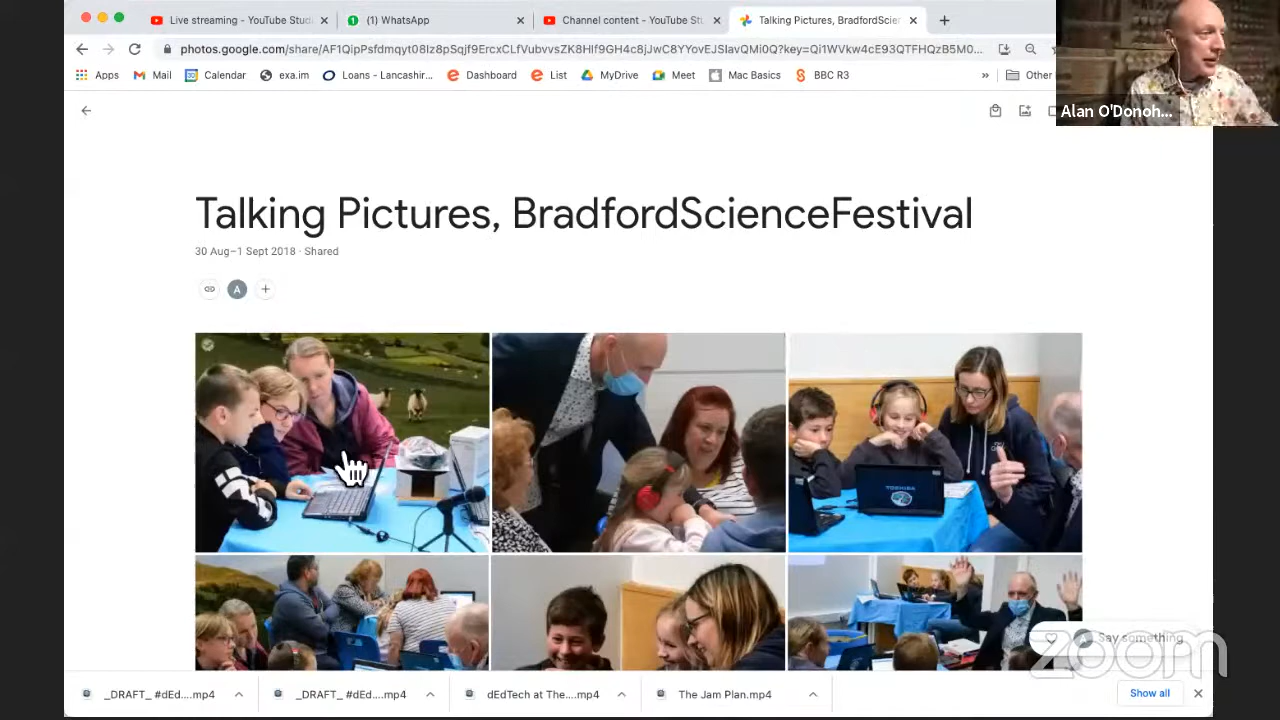 Live streaming - YouTube Stud
(1) WhatsApp
Channel content - YouTube Stu
Talking Pictures, BradfordScien
photos.google.com/share/AF1QipPsfdmqyt08Iz8pSqjf9ErcxCLfVubvvsZK8HIf9GH4c8jJwC8YYovEJSIavQMi0Q?key=Qi1WVkw4cE93QTFHQzB5M0...
Apps
Mail
Calendar
exa.im
Loans - Lancashir...
Dashboard
List
MyDrive
Meet
Mac Basics
BBC R3
»
Other
Alan O'Donoh...
Talking Pictures, BradfordScienceFestival
30 Aug–1 Sept 2018 · Shared
A
TOSHIBA
Say something
zoom
_DRAFT_ #dEd....mp4
_DRAFT_ #dEd....mp4
dEdTech at The....mp4
The Jam Plan.mp4
Show all